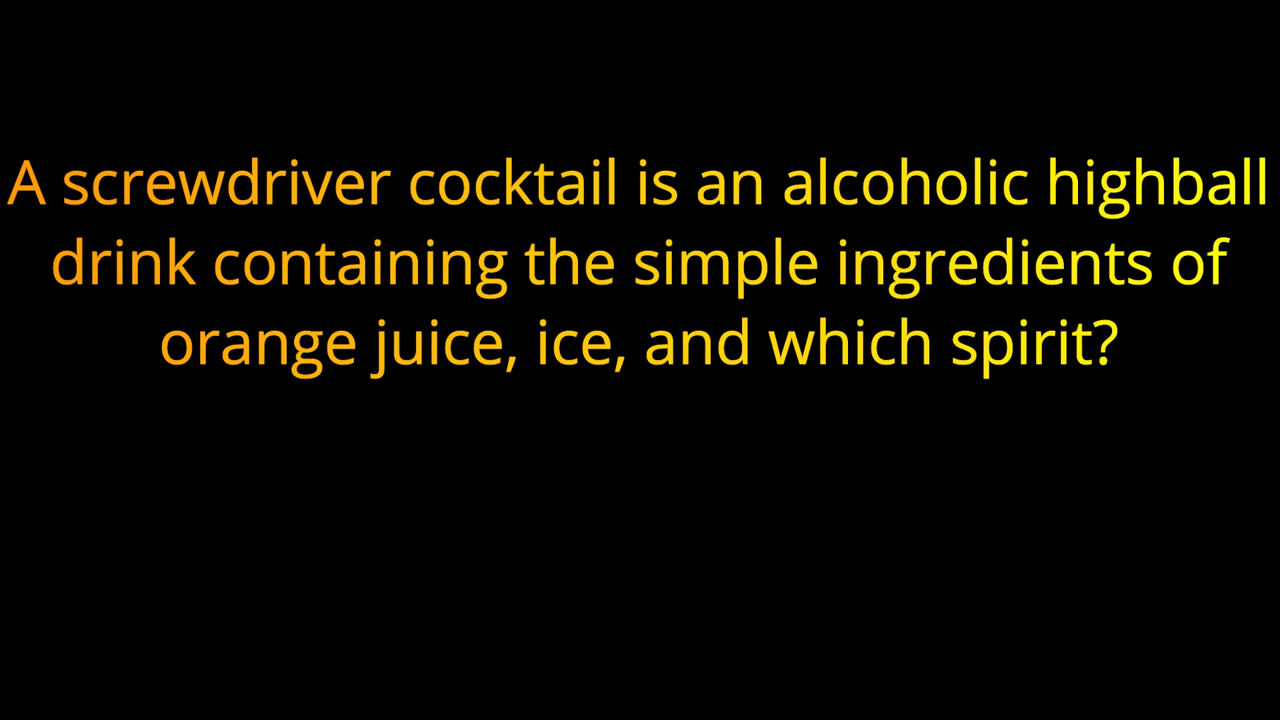 A screwdriver cocktail is an alcoholic highball
drink containing the simple ingredients of
orange juice, ice, and which spirit?